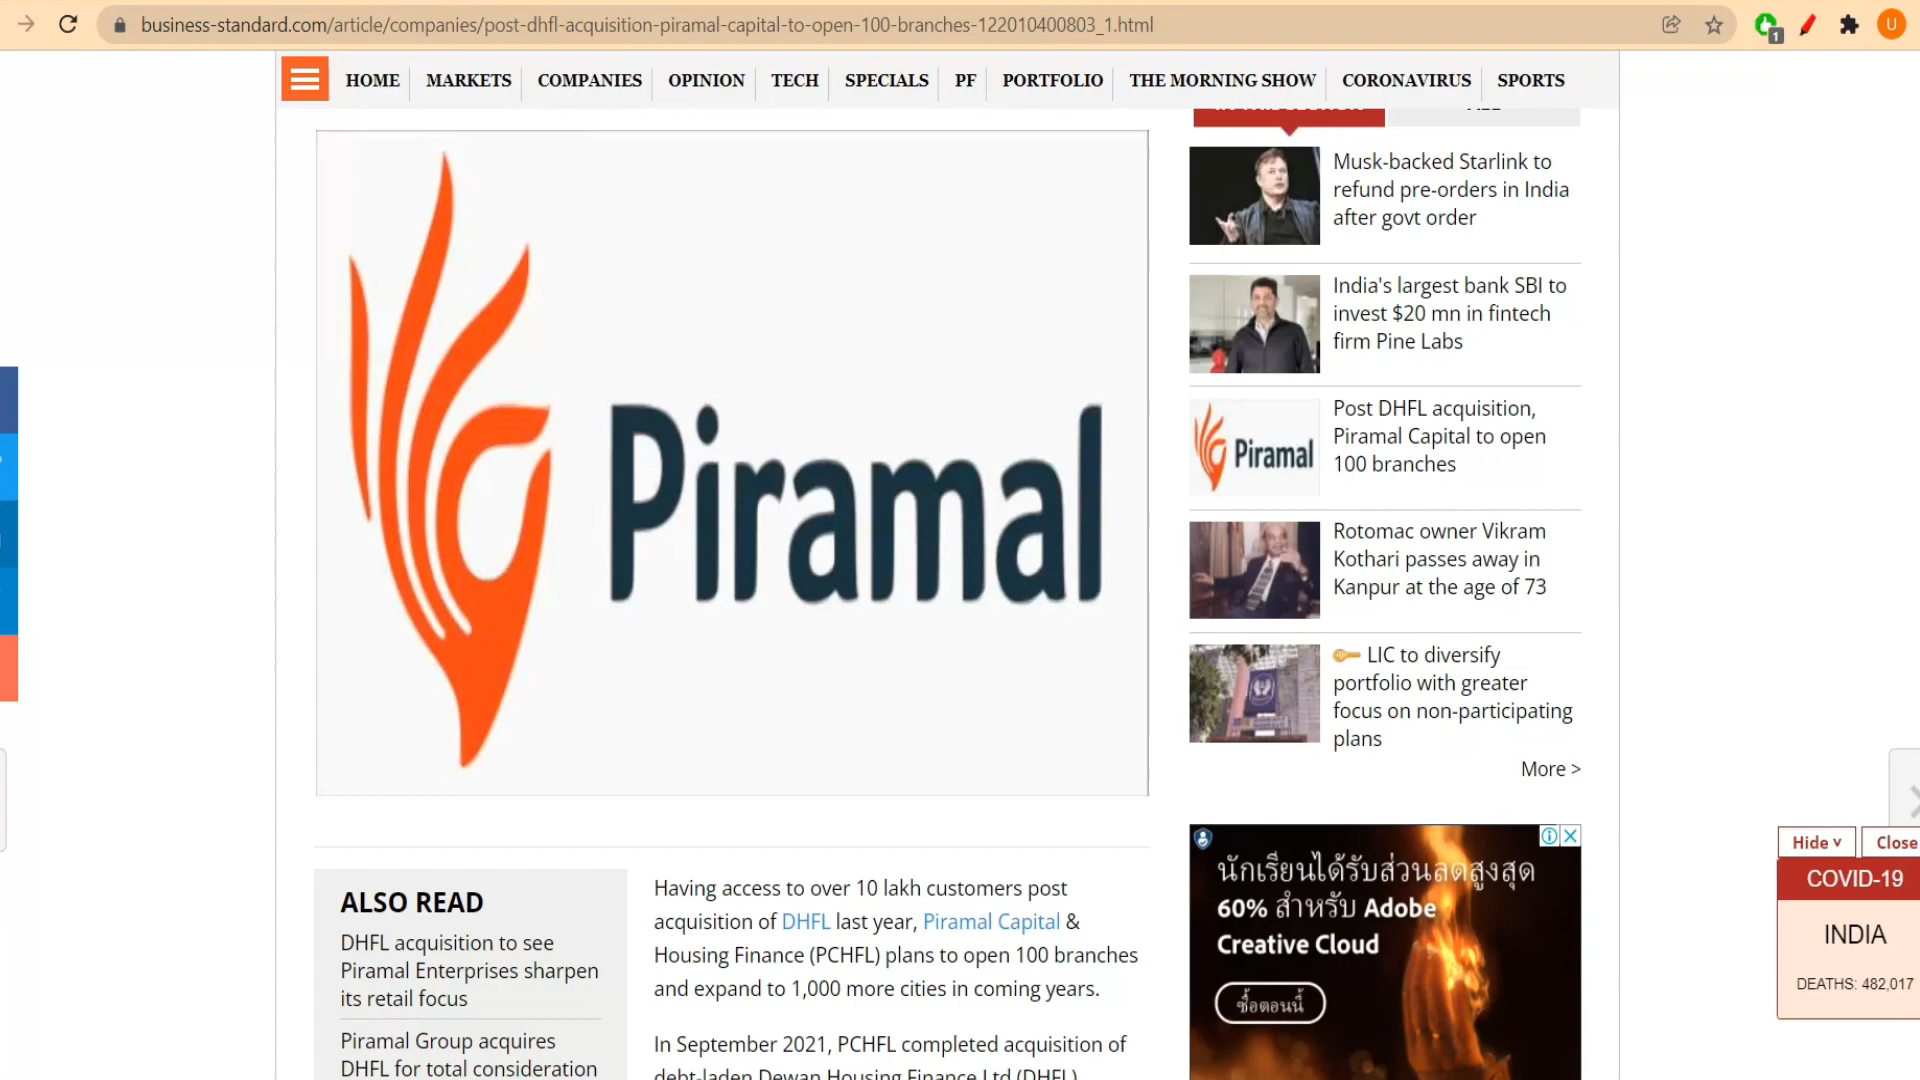 business-standard.com/article/companies/post-dhfl-acquisition-piramal-capital-to-open-100-branches-122010400803_1.html
1
U
HOME
MARKETS
COMPANIES
OPINION
TECH
SPECIALS
PF
PORTFOLIO
THE MORNING SHOW
CORONAVIRUS
SPORTS
Piramal
Musk-backed Starlink to
refund pre-orders in India
after govt order
India's largest bank SBI to
invest $20 mn in fintech
firm Pine Labs
Piramal
Post DHFL acquisition,
Piramal Capital to open
100 branches
Rotomac owner Vikram
Kothari passes away in
Kanpur at the age of 73
LIC to diversify
portfolio with greater
focus on non-participating
plans
More >
ALSO READ
DHFL acquisition to see
Piramal Enterprises sharpen
its retail focus
Piramal Group acquires
DHFL for total consideration
Having access to over 10 lakh customers post
acquisition of DHFL last year, Piramal Capital &
Housing Finance (PCHFL) plans to open 100 branches
and expand to 1,000 more cities in coming years.
In September 2021, PCHFL completed acquisition of
debt-laden Dewan Housing Finance Ltd (DHFL)
นักเรียนได้รับส่วนลดสูงสุด
60% สำหรับ Adobe
Creative Cloud
ซื้อตอนนี้
Hide v
Close
COVID-19
INDIA
DEATHS: 482,017